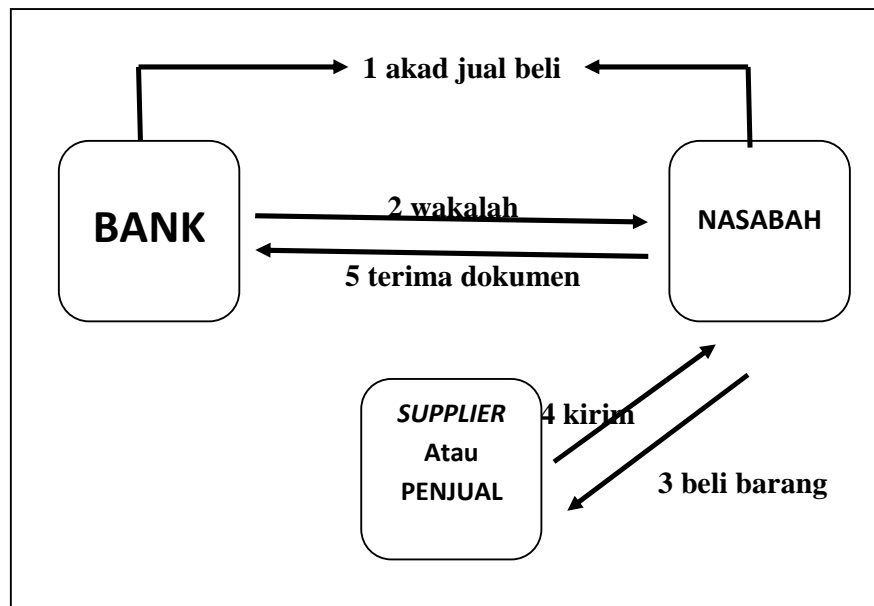 1 akad jual beli
BANK
2 wakalah
NASABAH
5 terima dokumen
SUPPLIER
Atau
PENJUAL
4 kirim
3 beli barang